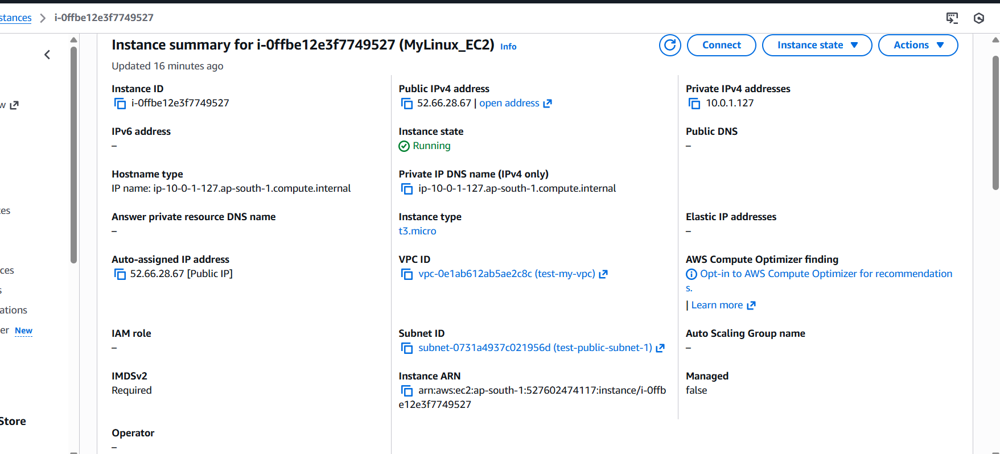 stances > i-0ffbe12e3f7749527
Instance summary for i-0ffbe12e3f7749527 (MyLinux_EC2) Info
Connect
Instance state
Actions
Updated 16 minutes ago
Instance ID
i-0ffbe12e3f7749527
Public IPv4 address
52.66.28.67 | open address
Private IPv4 addresses
10.0.1.127
IPv6 address
–
Instance state
Running
Public DNS
–
Hostname type
IP name: ip-10-0-1-127.ap-south-1.compute.internal
Private IP DNS name (IPv4 only)
ip-10-0-1-127.ap-south-1.compute.internal
Answer private resource DNS name
–
Instance type
t3.micro
Elastic IP addresses
–
Auto-assigned IP address
52.66.28.67 [Public IP]
VPC ID
vpc-0e1ab612ab5ae2c8c (test-my-vpc)
AWS Compute Optimizer finding
Opt-in to AWS Compute Optimizer for recommendation
s.
| Learn more
IAM role
–
Subnet ID
subnet-0731a4937c021956d (test-public-subnet-1)
Auto Scaling Group name
–
IMDSv2
Required
Instance ARN
arn:aws:ec2:ap-south-1:527602474117:instance/i-0ffb
e12e3f7749527
Managed
false
Operator
–
w
es
ces
s
ations
er New
Store